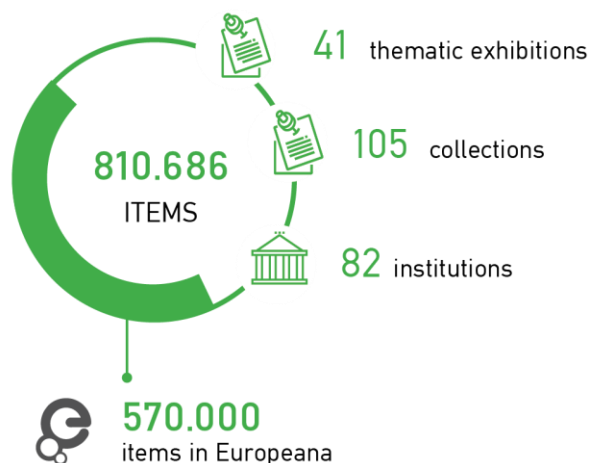 41 thematic exhibitions
105 collections
810.686
ITEMS
82 institutions
570.000
items in Europeana